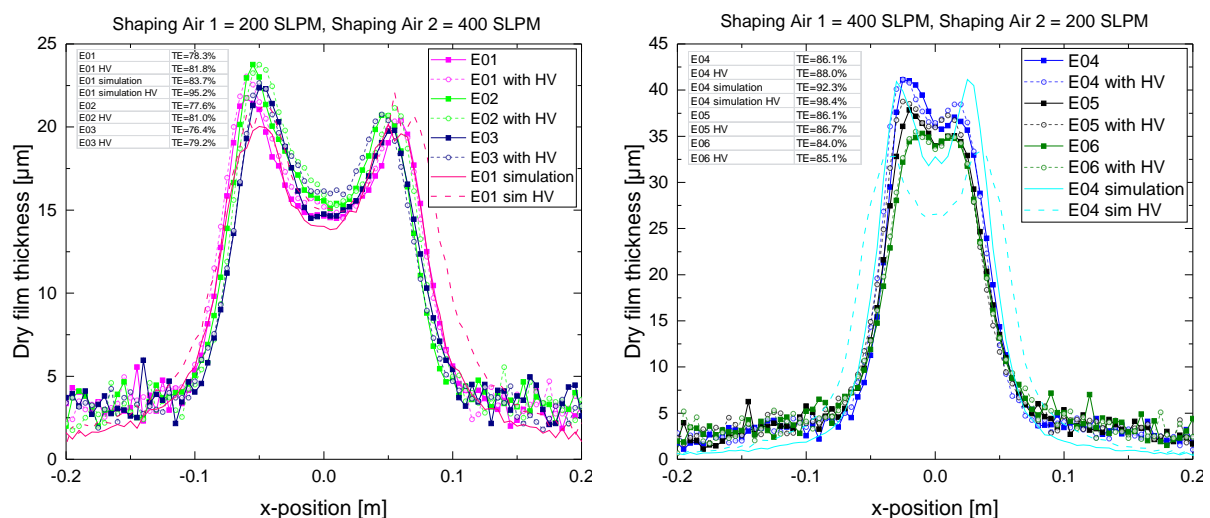 Shaping Air 1 = 200 SLPM, Shaping Air 2 = 400 SLPM
25
20
15
10
5
0
Dry film thickness [µm]
-0.2
-0.1
0.0
0.1
0.2
x-position [m]
E01 TE=78.3%
E01 HV TE=81.8%
E01 simulation TE=83.7%
E01 simulation HV TE=95.2%
E02 TE=77.6%
E02 HV TE=81.0%
E03 TE=76.4%
E03 HV TE=79.2%
E01
E01 with HV
E02
E02 with HV
E03
E03 with HV
E01 simulation
E01 sim HV
Shaping Air 1 = 400 SLPM, Shaping Air 2 = 200 SLPM
45
40
35
30
25
20
15
10
5
0
Dry film thickness [µm]
-0.2
-0.1
0.0
0.1
0.2
x-position [m]
E04 TE=86.1%
E04 HV TE=88.0%
E04 simulation TE=92.3%
E04 simulation HV TE=98.4%
E05 TE=86.1%
E05 HV TE=86.7%
E06 TE=84.0%
E06 HV TE=85.1%
E04
E04 with HV
E05
E05 with HV
E06
E06 with HV
E04 simulation
E04 sim HV